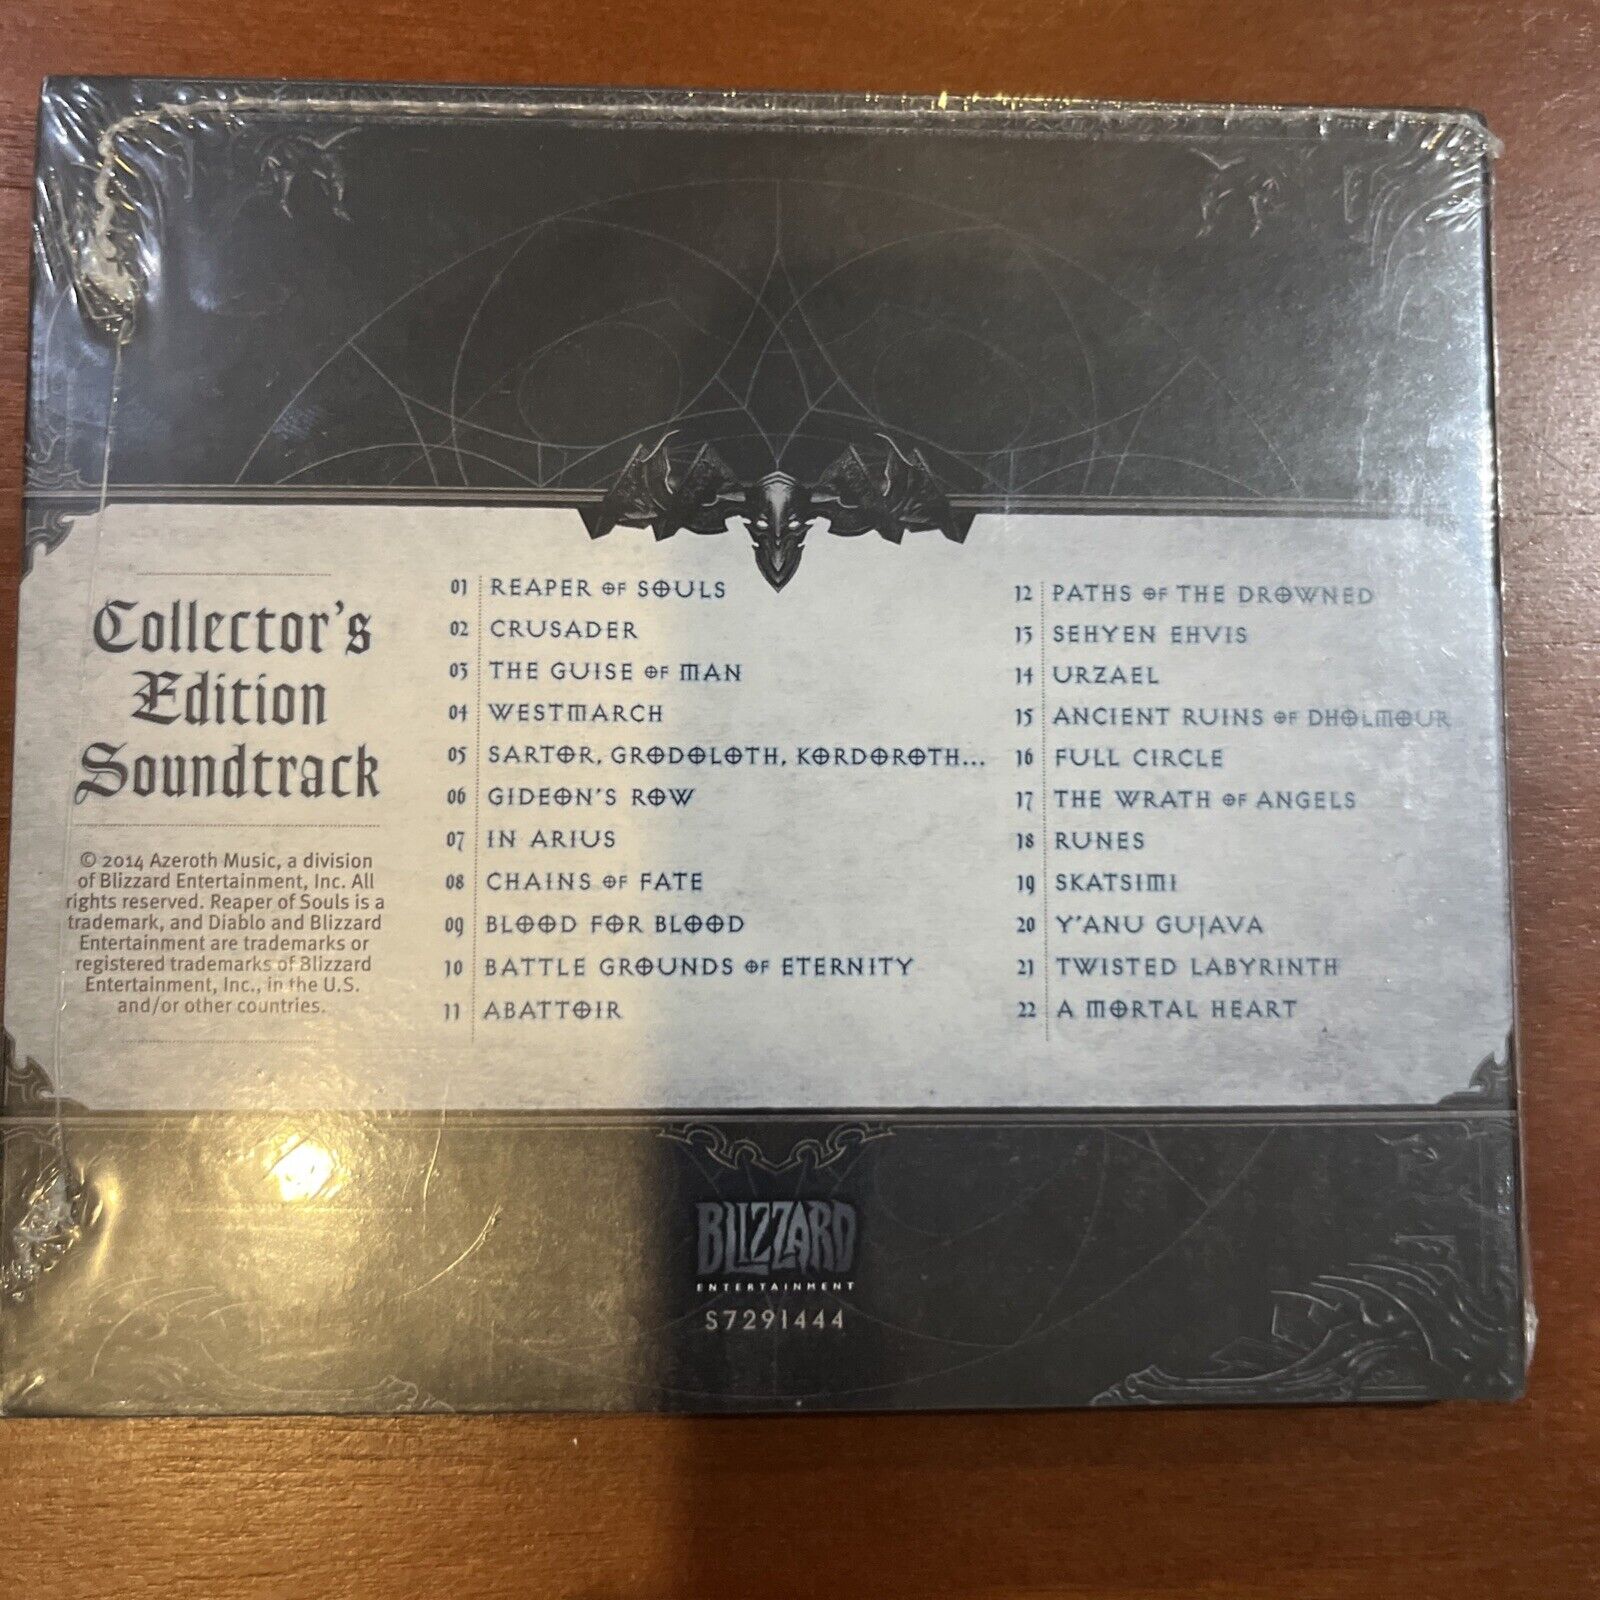 Collector's
Edition
Soundtrack
© 2014 Azeroth Music, a division
of Blizzard Entertainment, Inc. All
rights reserved. Reaper of Souls is a
trademark, and Diablo and Blizzard
Entertainment are trademarks or
registered trademarks of Blizzard
Entertainment, Inc., in the U.S.
and/or other countries.
01 REAPER OF SOULS
02 CRUSADER
03 THE GUISE OF MAN
04 WESTMARCH
05 SARTOR, GRODOLOTH, KORDOROTH...
06 GIDEON'S ROW
07 IN ARIUS
08 CHAINS OF FATE
09 BLOOD FOR BLOOD
10 BATTLE GROUNDS OF ETERNITY
11 ABATTOIR
12 PATHS OF THE DROWNED
13 SEHYEN EHVIS
14 URZAEL
15 ANCIENT RUINS OF DHOLMOUR
16 FULL CIRCLE
17 THE WRATH OF ANGELS
18 RUNES
19 SKATSIMI
20 Y'ANU GUJAVA
21 TWISTED LABYRINTH
22 A MORTAL HEART
BLIZZARD
ENTERTAINMENT
S7291444